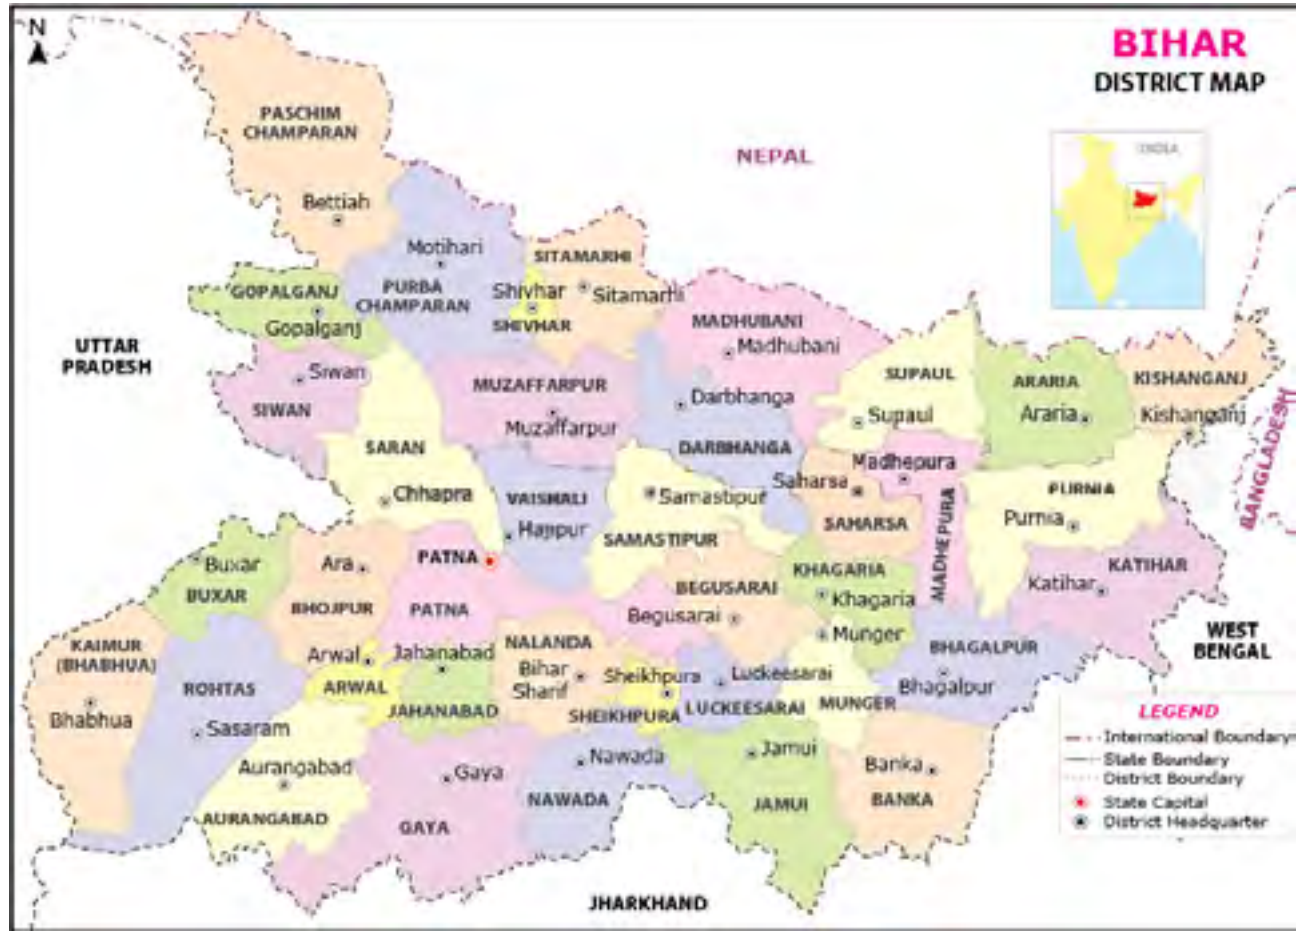 N
BIHAR
DISTRICT MAP
INDIA
NEPAL
UTTAR
PRADESH
BANGLADESH
WEST
BENGAL
JHARKHAND
PASCHIM
CHAMPARAN
Bettiah
Motihari
PURBA
CHAMPARAN
SITAMARHI
Sitamarhi
Shivhar
SHIVHAR
GOPALGANJ
Gopalganj
MADHUBANI
Madhubani
Siwan
SIWAN
MUZAFFARPUR
Muzaffarpur
Darbhanga
DARBHANGA
SUPAUL
Supaul
ARARIA
Araria
KISHANGANJ
Kishanganj
SARAN
Chhapra
VAISHALI
Hajipur
Samastipur
SAMASTIPUR
Saharsa
SAHARSA
Madhepura
MADHEPURA
PURNIA
Purnia
KATIHAR
Katihar
Buxar
BUXAR
Ara
BHOJPUR
PATNA
PATNA
BEGUSARAI
Begusarai
KHAGARIA
Khagaria
KAIMUR
(BHABHUA)
Bhabhua
ROHTAS
Sasaram
Arwal
ARWAL
Jahanabad
JAHANABAD
NALANDA
Bihar
Sharif
Sheikhpura
SHEIKHPURA
Luckeesarai
LUCKEESARAI
Munger
MUNGER
BHAGALPUR
Bhagalpur
Aurangabad
AURANGABAD
Gaya
GAYA
Nawada
NAWADA
Jamui
JAMUI
Banka
BANKA
LEGEND
International Boundary
State Boundary
District Boundary
State Capital
District Headquarter